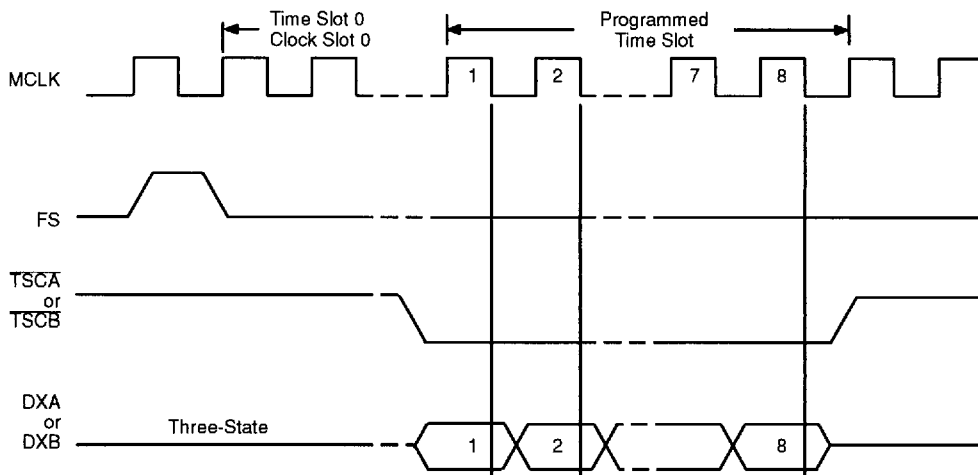 Time Slot 0
Clock Slot 0
Programmed
Time Slot
MCLK
1
2
7
8
FS
TSCA
or
TSCB
DXA
or
DXB
Three-State
1
2
8